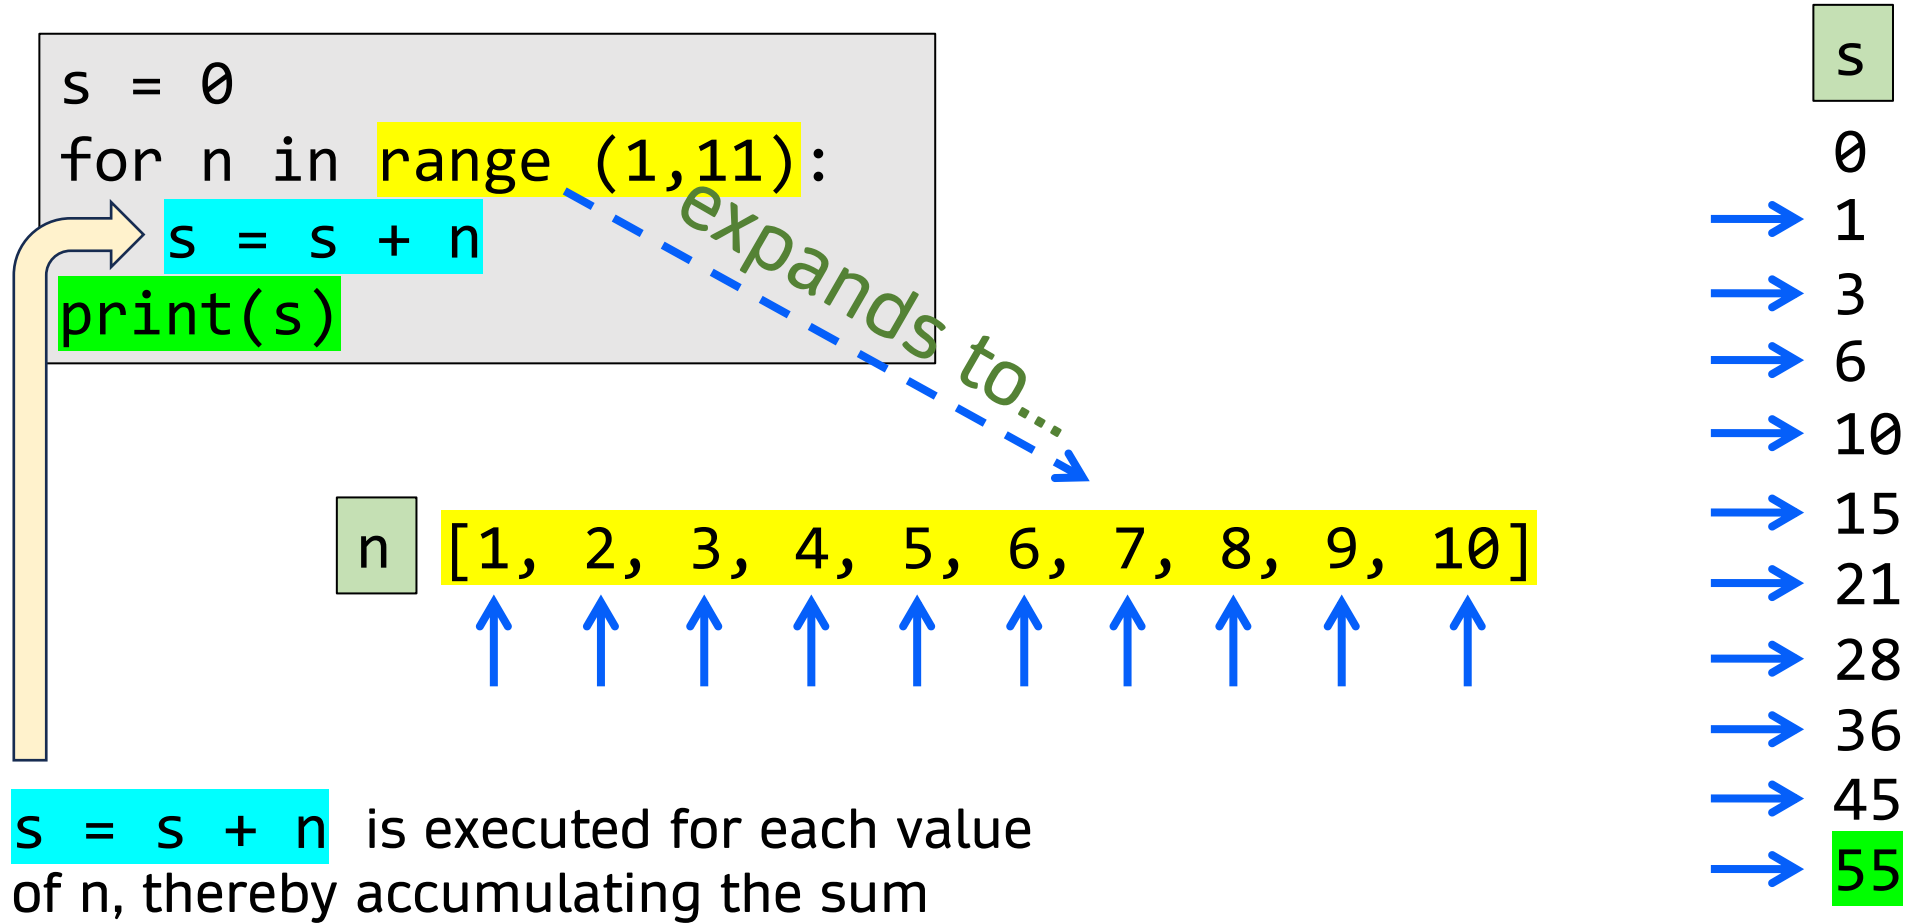 s = 0
for n in range (1,11):
s = s + n
print(s)
expands to...
n
[1, 2, 3, 4, 5, 6, 7, 8, 9, 10]
s = s + n is executed for each value
of n, thereby accumulating the sum
s
0
1
3
6
10
15
21
28
36
45
55